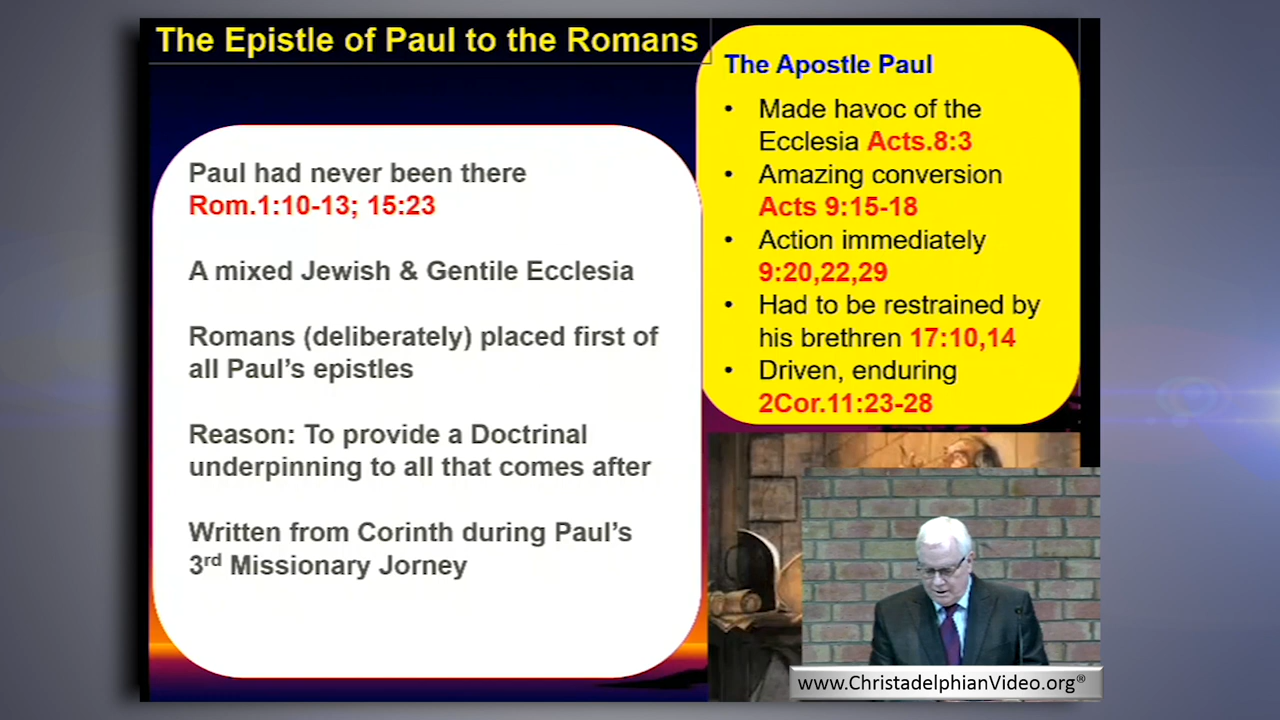 The Epistle of Paul to the Romans
Paul had never been there
Rom.1:10-13; 15:23
A mixed Jewish & Gentile Ecclesia
Romans (deliberately) placed first of
all Paul's epistles
Reason: To provide a Doctrinal
underpinning to all that comes after
Written from Corinth during Paul's
3rd Missionary Jorney
The Apostle Paul
• Made havoc of the
Ecclesia Acts.8:3
• Amazing conversion
Acts 9:15-18
• Action immediately
9:20,22,29
• Had to be restrained by
his brethren 17:10,14
• Driven, enduring
2Cor.11:23-28
www.ChristadelphianVideo.org®